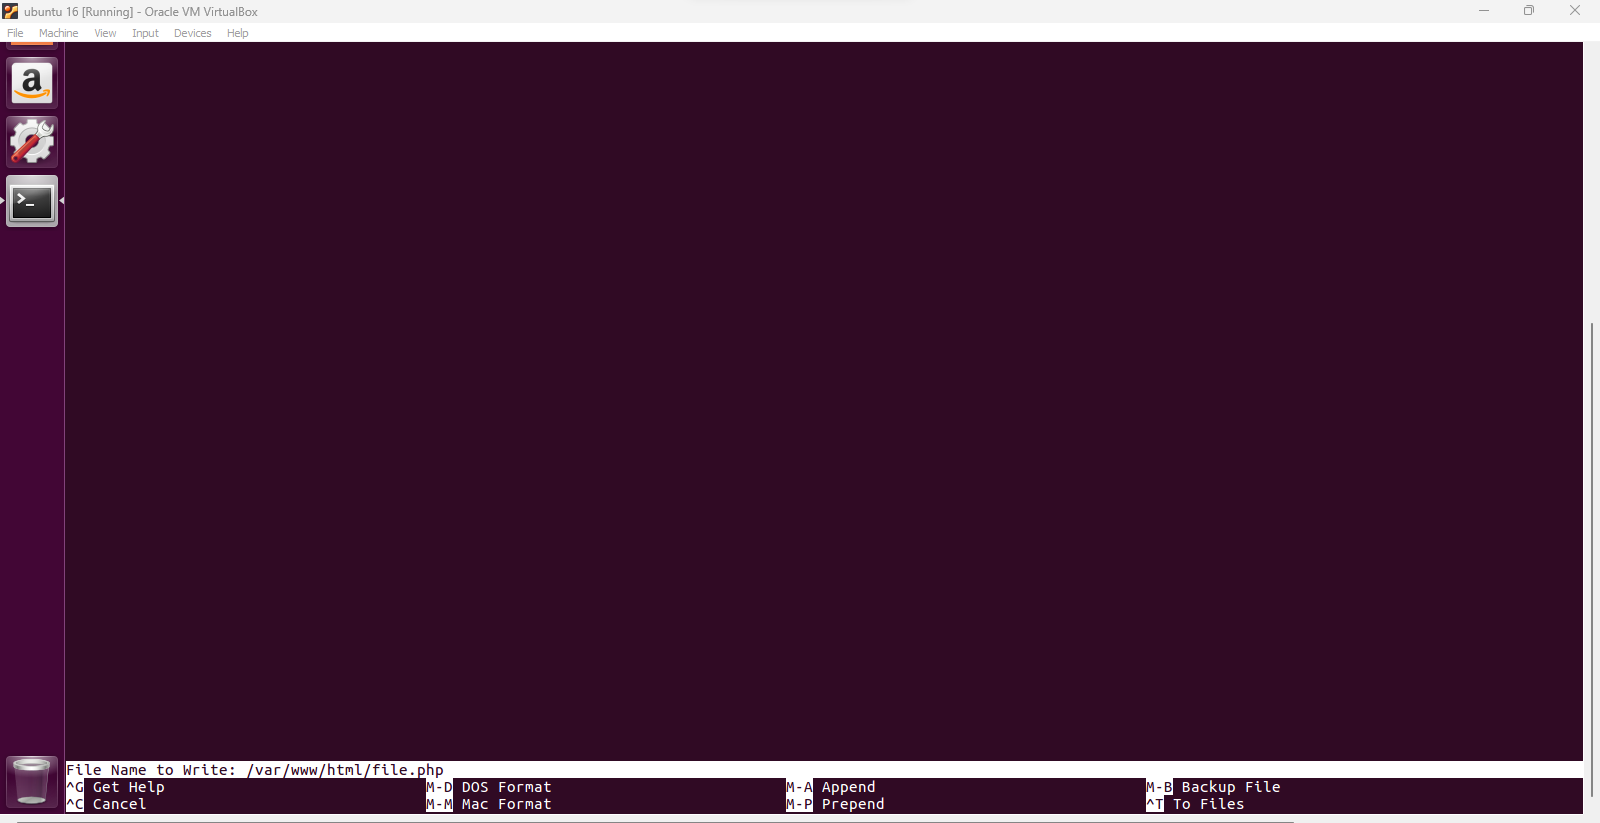 ubuntu 16 [Running] - Oracle VM VirtualBox
File Machine View Input Devices Help
a
>_
File Name to Write: /var/www/html/file.php
^G Get Help M-D DOS Format M-A Append M-B Backup File
^C Cancel M-M Mac Format M-P Prepend ^T To Files